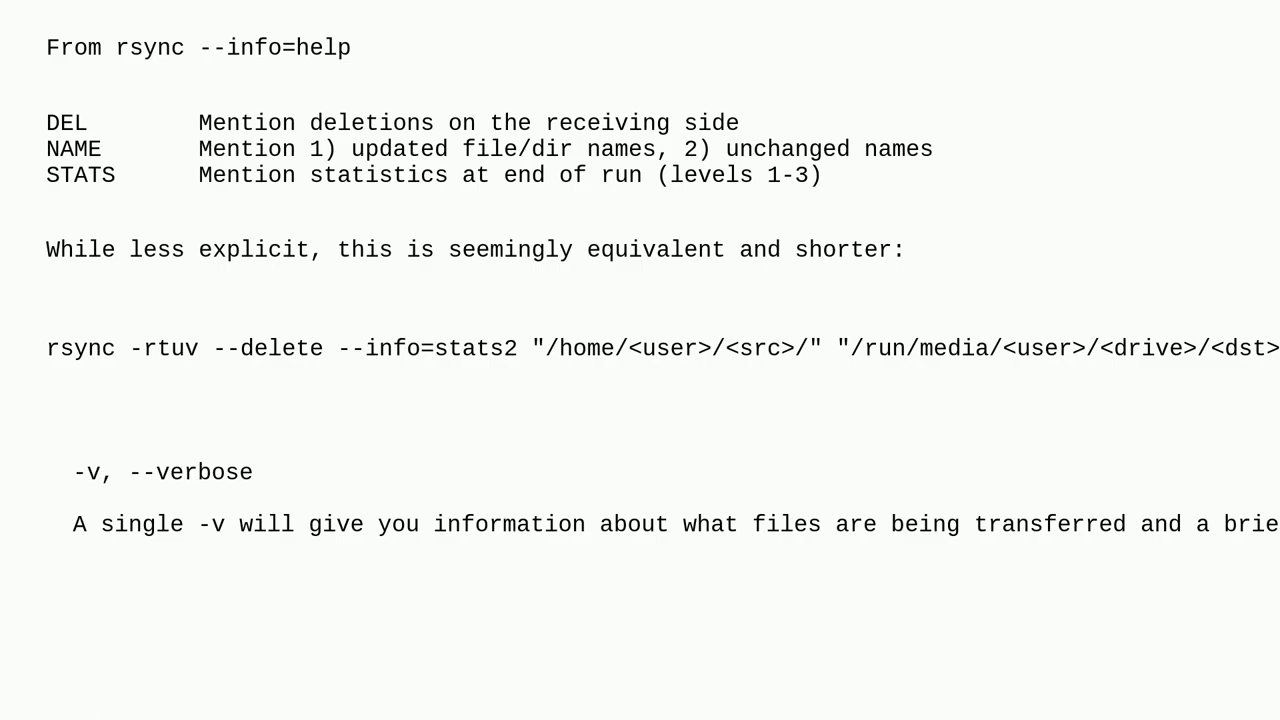 From rsync --info=help
DEL        Mention deletions on the receiving side
NAME       Mention 1) updated file/dir names, 2) unchanged names
STATS      Mention statistics at end of run (levels 1-3)
While less explicit, this is seemingly equivalent and shorter:
rsync -rtuv --delete --info=stats2 "/home/<user>/<src>/" "/run/media/<user>/<drive>/<dst>
-v, --verbose
A single -v will give you information about what files are being transferred and a brie